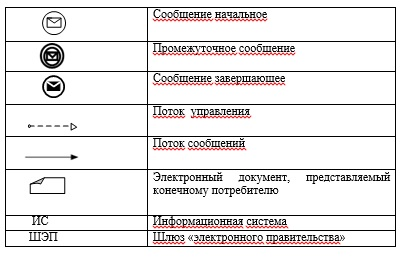 Сообщение начальное
Промежуточное сообщение
Сообщение завершающее
Поток управления
Поток сообщений
Электронный документ, представляемый
конечному потребителю
ИС Информационная система
ШЭП Шлюз «электронного правительства»